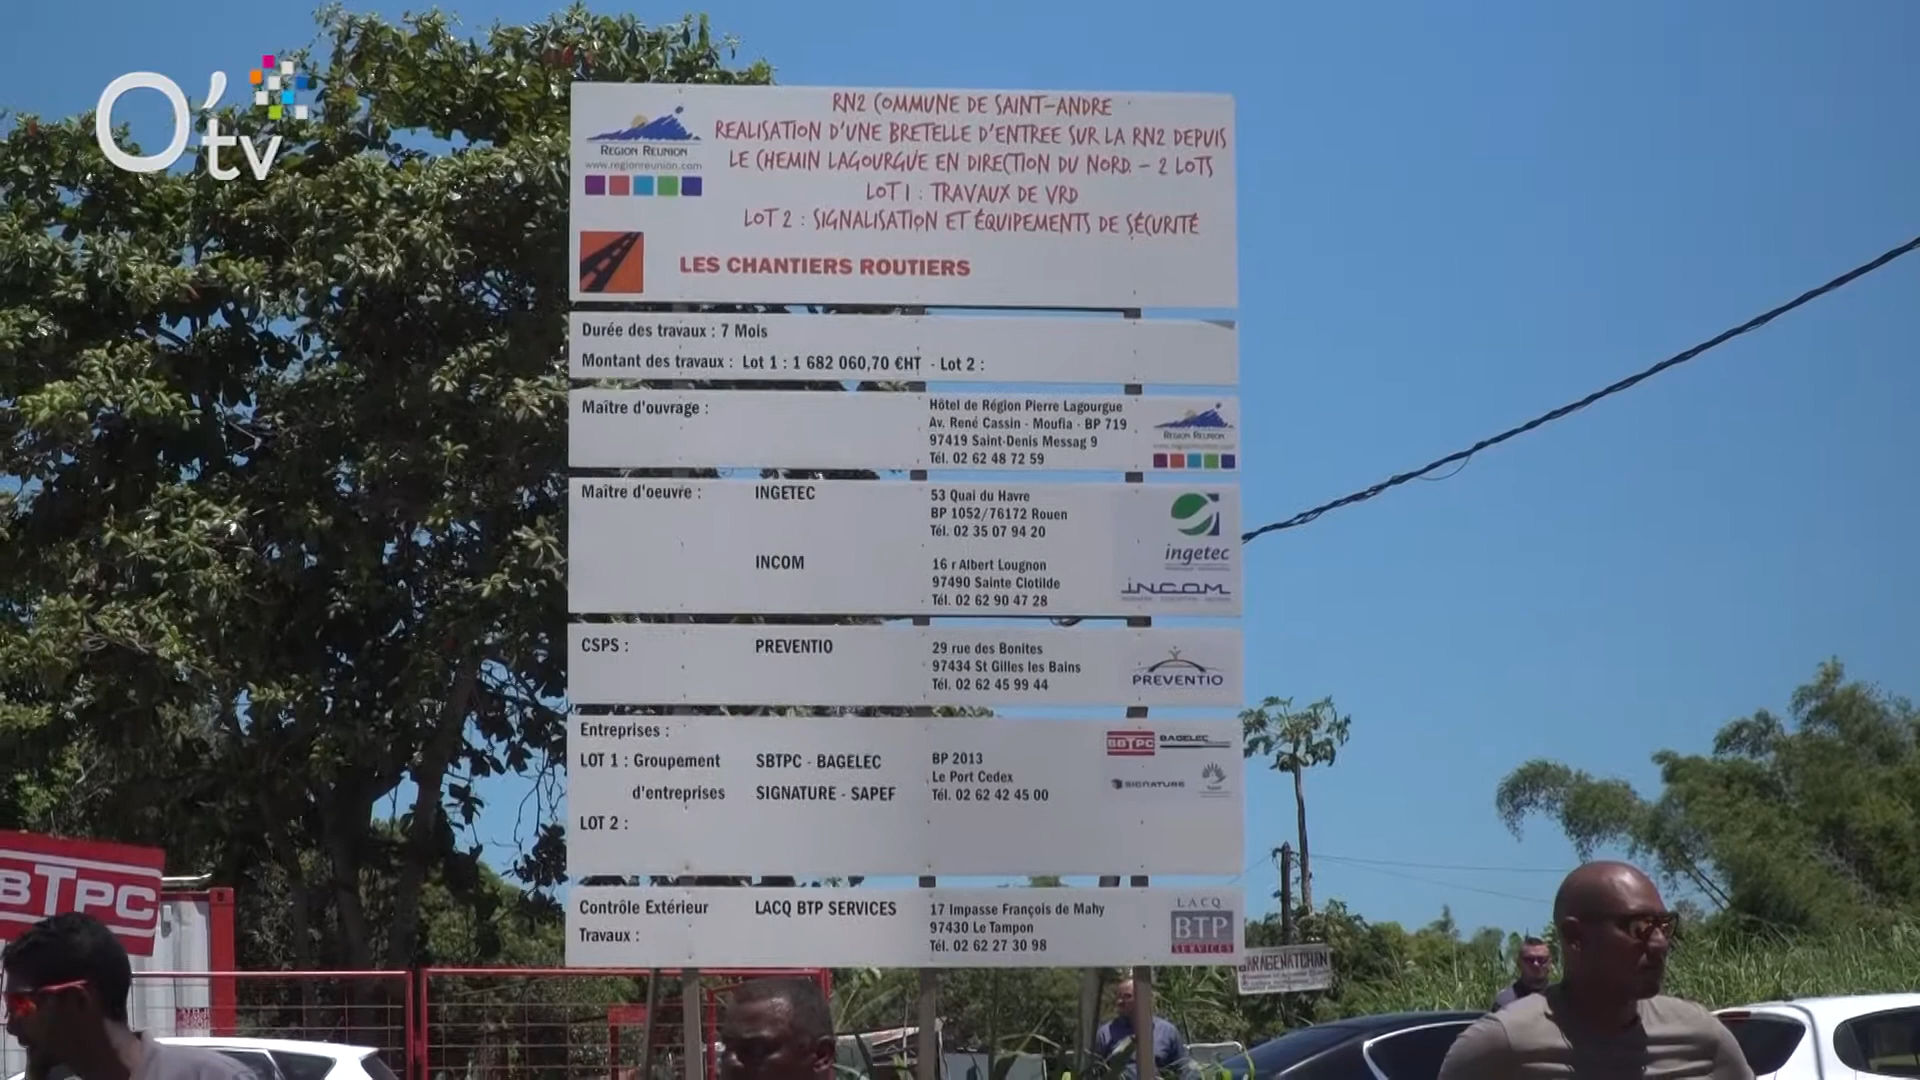 O'tv
RN2 COMMUNE DE SAINT-ANDRE
REALISATION D'UNE BRETELLE D'ENTREE SUR LA RN2 DEPUIS
LE CHEMIN LAGOURGUE EN DIRECTION DU NORD. - 2 LOTS
LOT 1 : TRAVAUX DE VRD
LOT 2 : SIGNALISATION ET ÉQUIPEMENTS DE SÉCURITÉ
REGION REUNION
www.regionreunion.com
LES CHANTIERS ROUTIERS
Durée des travaux : 7 Mois
Montant des travaux : Lot 1 : 1 682 060,70 €HT - Lot 2 :
Maître d'ouvrage :
Hôtel de Région Pierre Lagourgue
Av. René Cassin - Moufia - BP 719
97419 Saint-Denis Messag 9
Tél. 02 62 48 72 59
REGION REUNION
Maître d'oeuvre : INGETEC
53 Quai du Havre
BP 1052/76172 Rouen
Tél. 02 35 07 94 20
ingetec
INCOM
16 r Albert Lougnon
97490 Sainte Clotilde
Tél. 02 62 90 47 28
INCOM
CSPS : PREVENTIO
29 rue des Bonites
97434 St Gilles les Bains
Tél. 02 62 45 99 44
PREVENTIO
Entreprises :
LOT 1 : Groupement
d'entreprises
SBTPC - BAGELEC
SIGNATURE - SAPEF
BP 2013
Le Port Cedex
Tél. 02 62 42 45 00
SBTPC BAGELEC
SIGNATURE
LOT 2 :
Contrôle Extérieur
Travaux :
LACQ BTP SERVICES
17 Impasse François de Mahy
97430 Le Tampon
Tél. 02 62 27 30 98
LACQ
BTP
SERVICES
BTPC